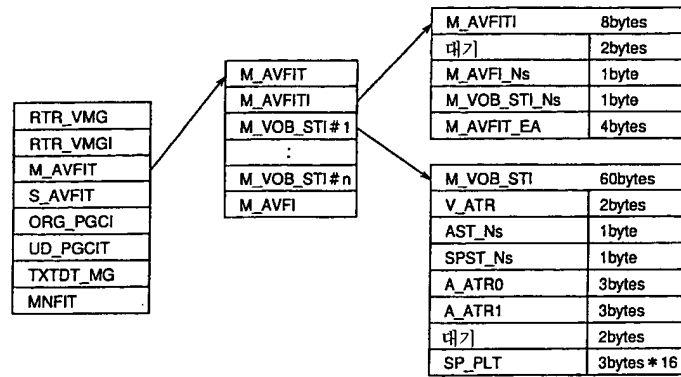 RTR_VMG
RTR_VMGI
M_AVFIT
S_AVFIT
ORG_PGCI
UD_PGCIT
TXTDT_MG
MNFIT
M_AVFIT
M_AVFITI
M_VOB_STI#1
:
M_VOB_STI#n
M_AVFI
M_AVFITI 8bytes
대기 2bytes
M_AVFI_Ns 1byte
M_VOB_STI_Ns 1byte
M_AVFIT_EA 4bytes
M_VOB_STI 60bytes
V_ATR 2bytes
AST_Ns 1byte
SPST_Ns 1byte
A_ATR0 3bytes
A_ATR1 3bytes
대기 2bytes
SP_PLT 3bytes*16